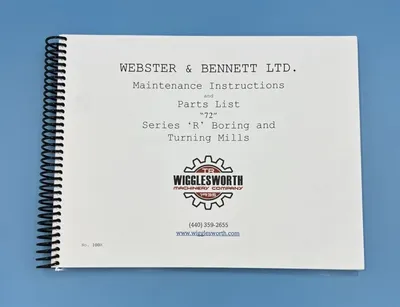 WEBSTER & BENNETT LTD.
Maintenance Instructions
and
Parts List
"72"
Series 'R' Boring and
Turning Mills
TR
WIGGLESWORTH
MACHINERY COMPANY
(440) 359-2655
www.wigglesworth.com